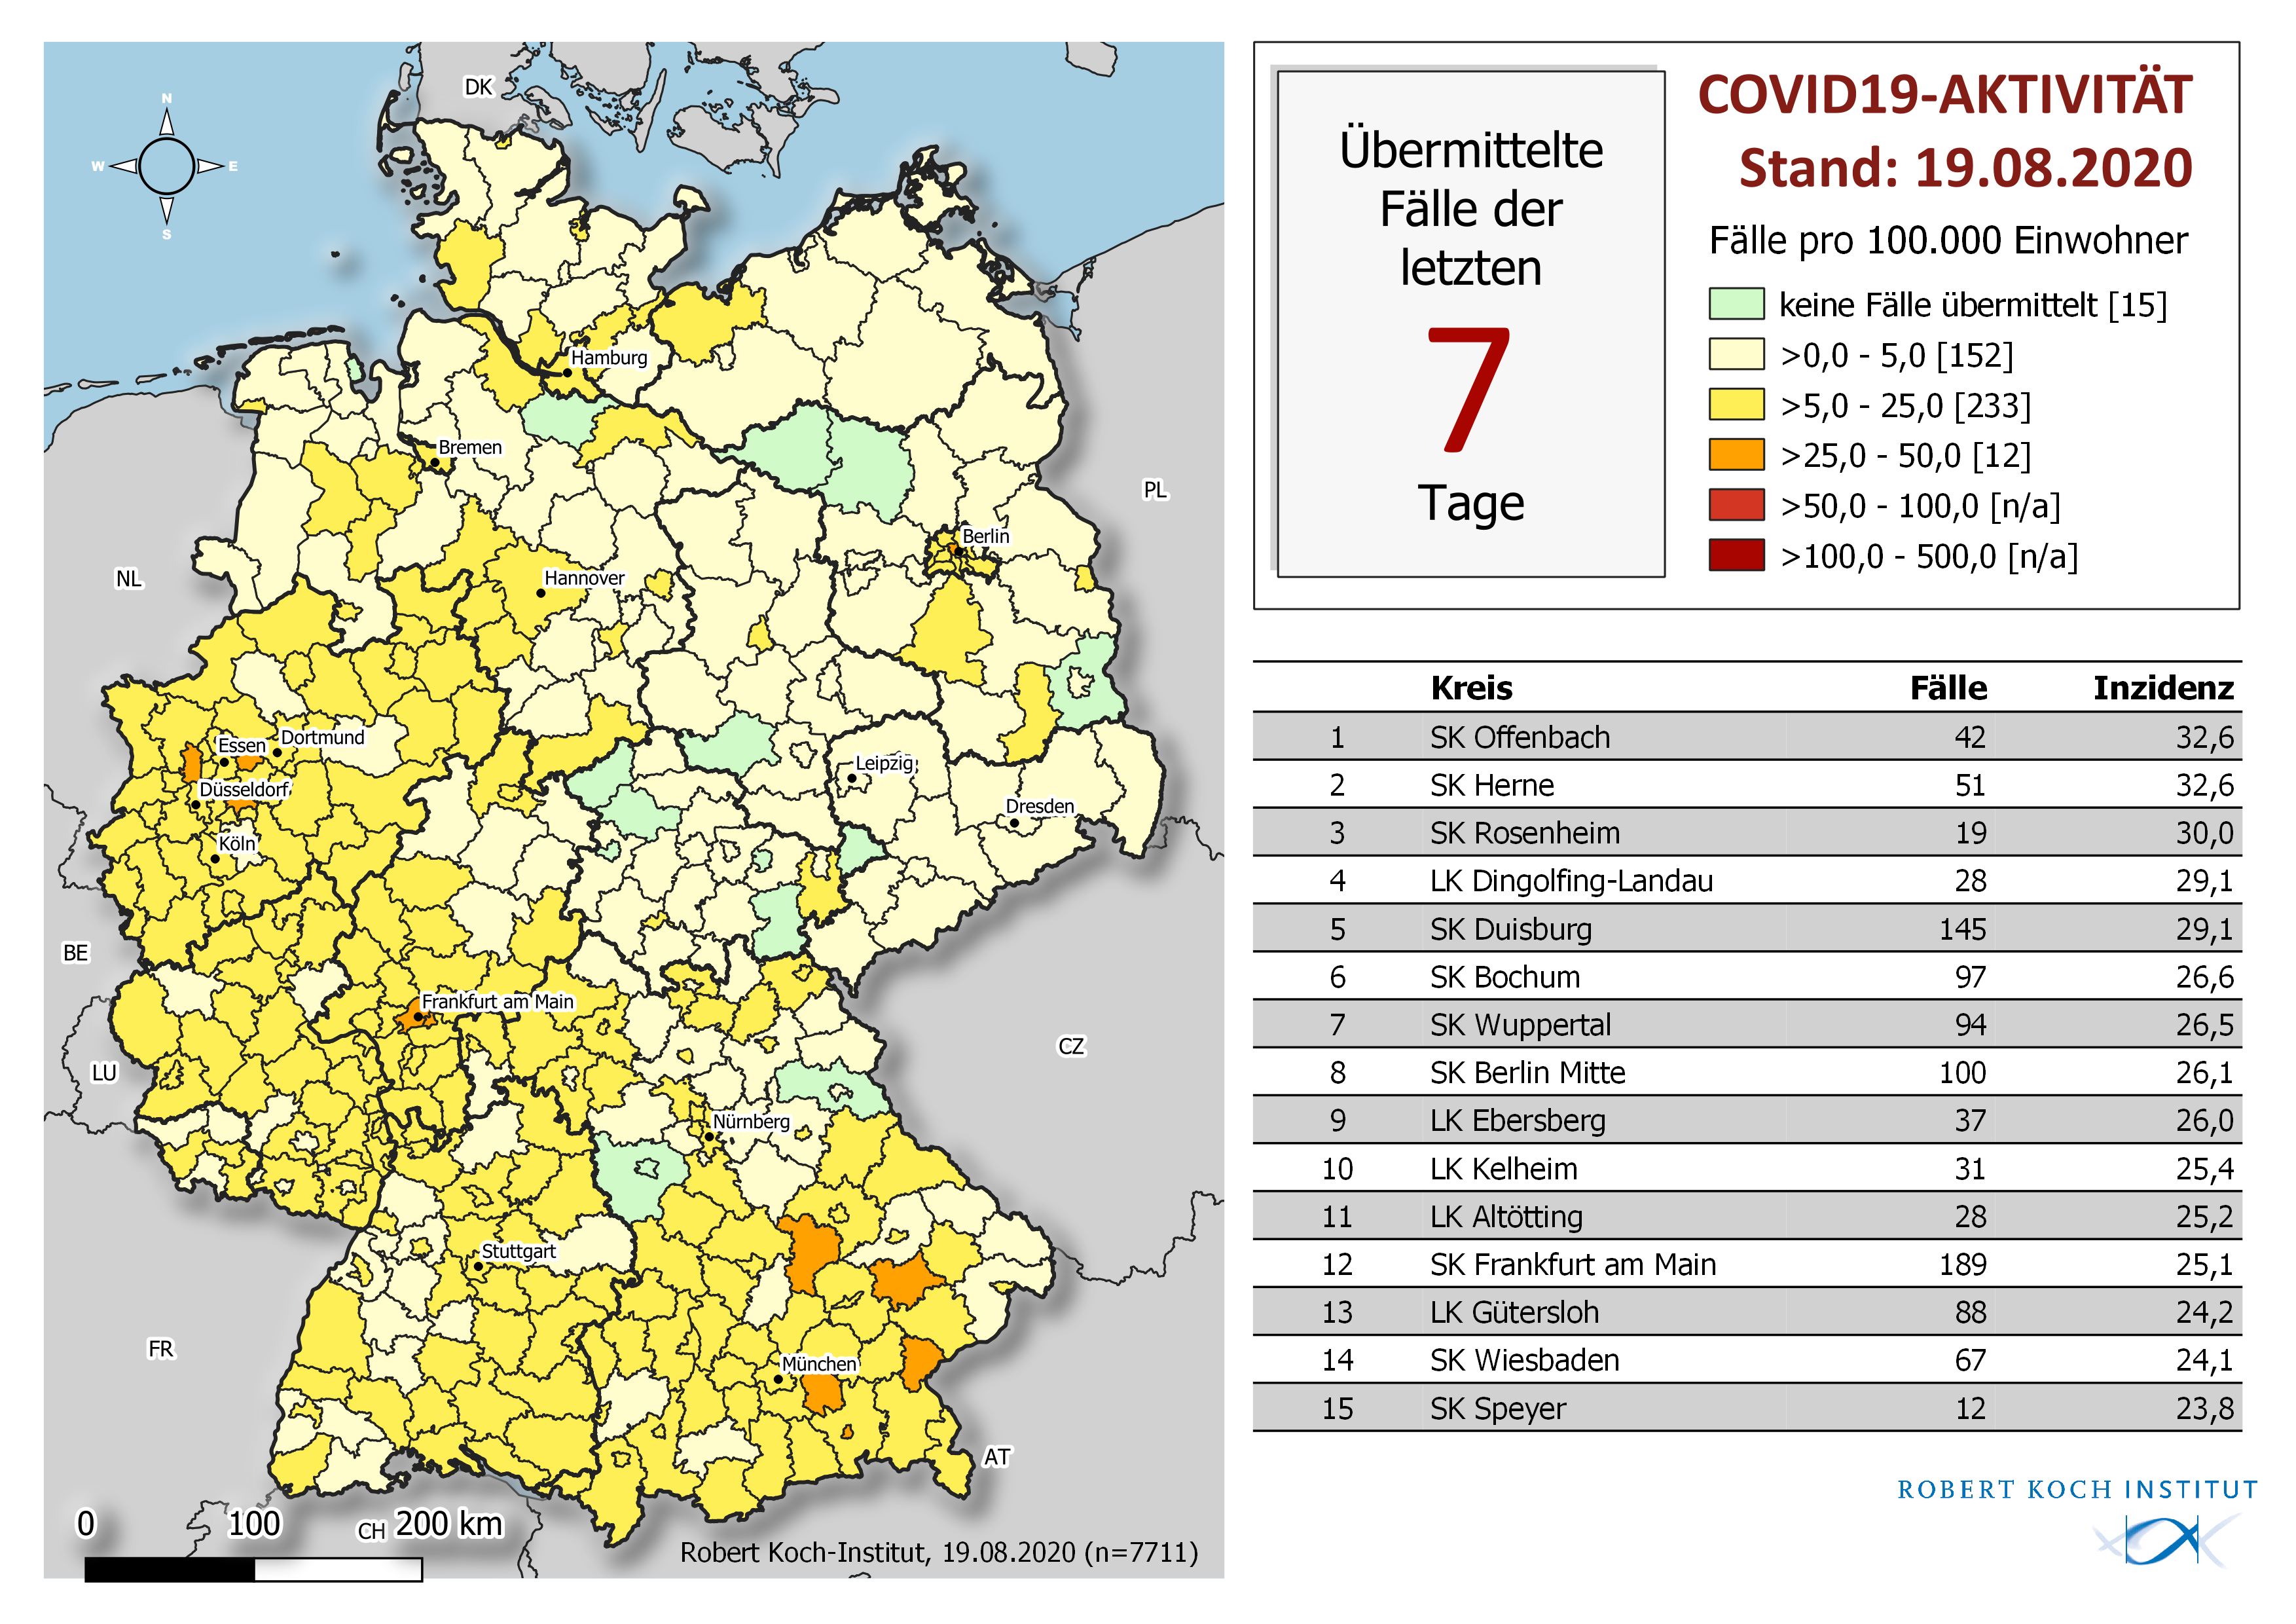 N
W
E
S
DK
PL
NL
BE
LU
FR
CZ
AT
CH
Hamburg
Bremen
Berlin
Hannover
Essen
Dortmund
Düsseldorf
Köln
Leipzig
Dresden
Frankfurt am Main
Nürnberg
Stuttgart
München
0 100 200 km
Robert Koch-Institut, 19.08.2020 (n=7711)
Übermittelte
Fälle der
letzten
7
Tage
COVID19-AKTIVITÄT
Stand: 19.08.2020
Fälle pro 100.000 Einwohner
keine Fälle übermittelt [15]
>0,0 - 5,0 [152]
>5,0 - 25,0 [233]
>25,0 - 50,0 [12]
>50,0 - 100,0 [n/a]
>100,0 - 500,0 [n/a]
Kreis Fälle Inzidenz
1 SK Offenbach 42 32,6
2 SK Herne 51 32,6
3 SK Rosenheim 19 30,0
4 LK Dingolfing-Landau 28 29,1
5 SK Duisburg 145 29,1
6 SK Bochum 97 26,6
7 SK Wuppertal 94 26,5
8 SK Berlin Mitte 100 26,1
9 LK Ebersberg 37 26,0
10 LK Kelheim 31 25,4
11 LK Altötting 28 25,2
12 SK Frankfurt am Main 189 25,1
13 LK Gütersloh 88 24,2
14 SK Wiesbaden 67 24,1
15 SK Speyer 12 23,8
ROBERT KOCH INSTITUT